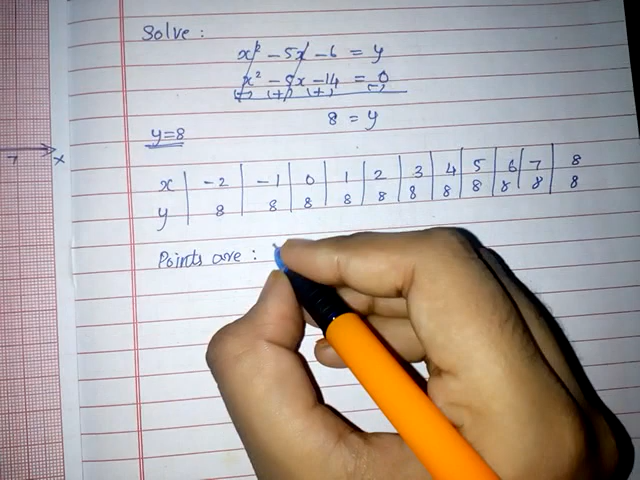 Solve :
x² - 5x - 6 = y
x² - 5x - 14 = 0
(-) (+) (+) (-)
8 = y
y=8
7 x
x -2 -1 0 1 2 3 4 5 6 7 8
y 8 8 8 8 8 8 8 8 8 8 8
Points are :